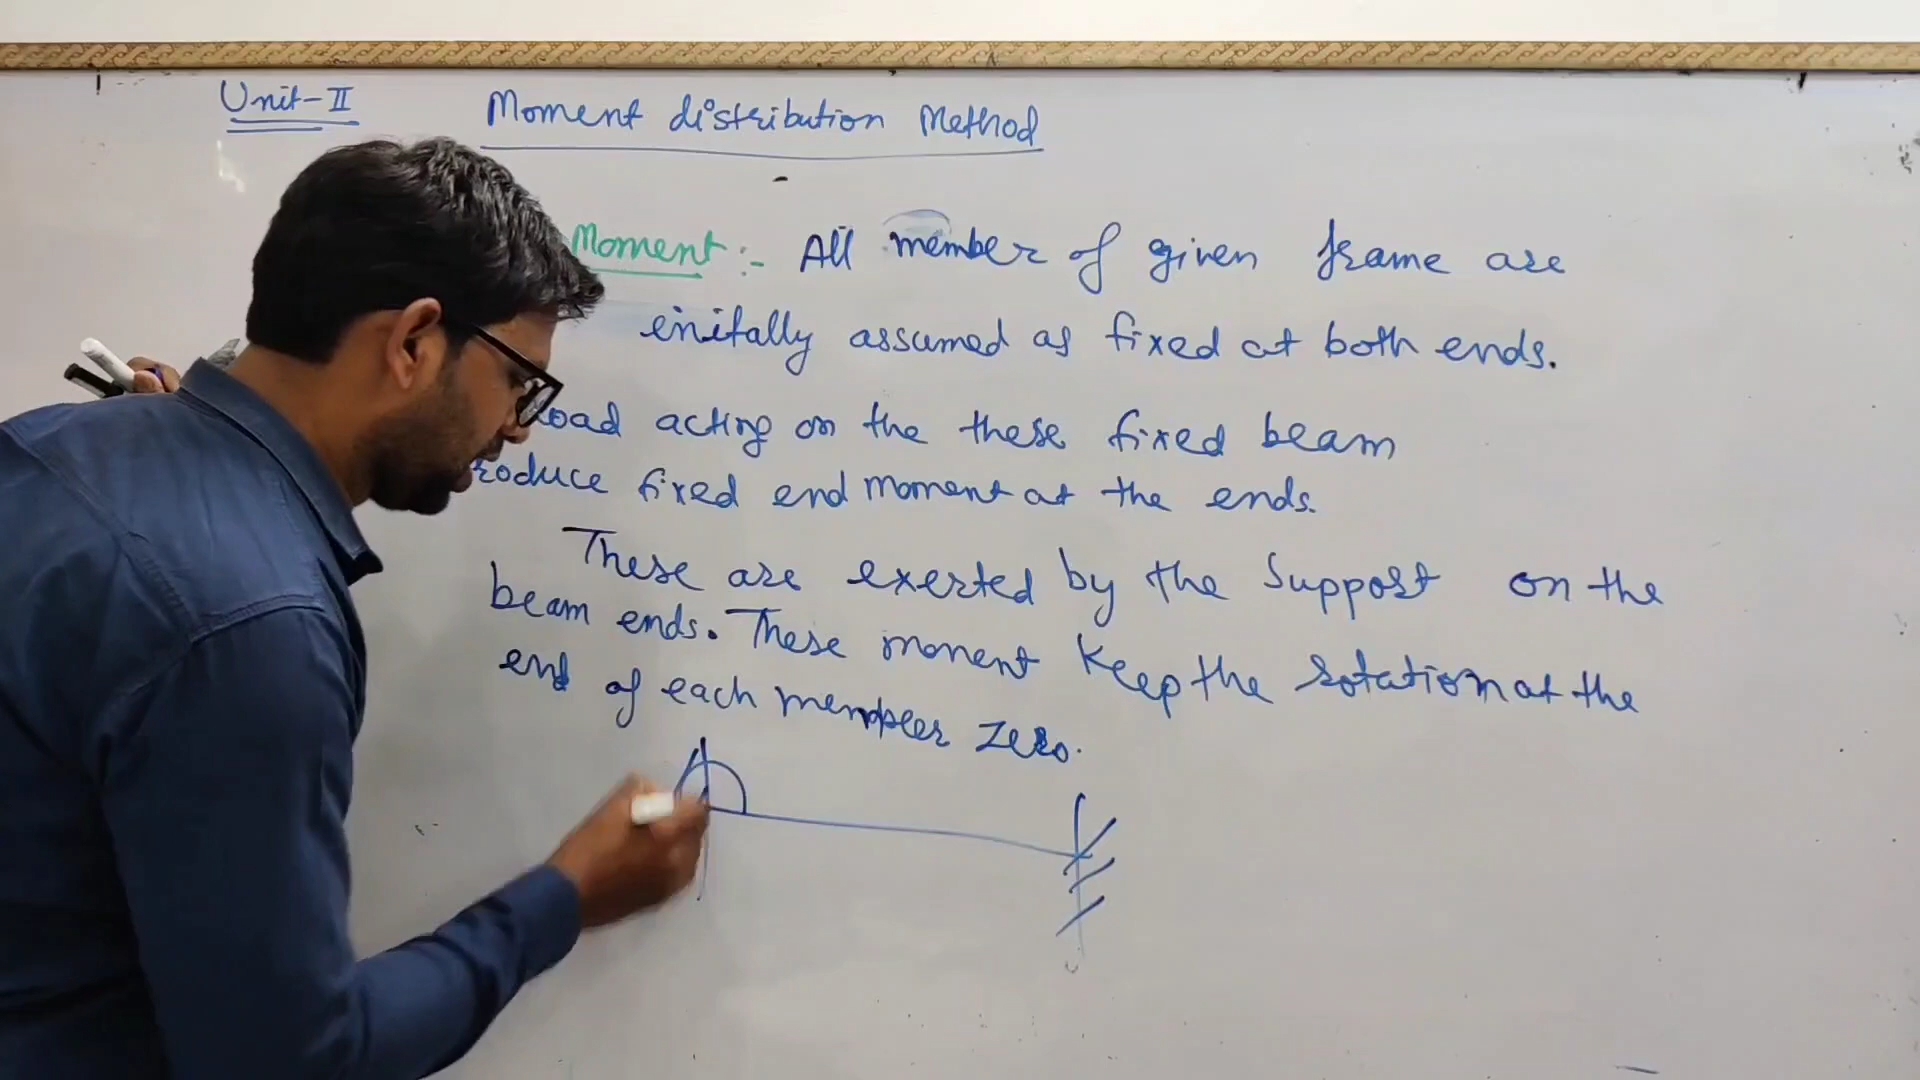 Unit-II
Moment distribution Method
Moment :- All member of given frame are
enitally assumed as fixed at both ends.
oad acting on the these fixed beam
roduce fixed end moment at the ends.
These are exerted by the Support on the
beam ends. These moment Keep the rotation at the
end of each member zero.